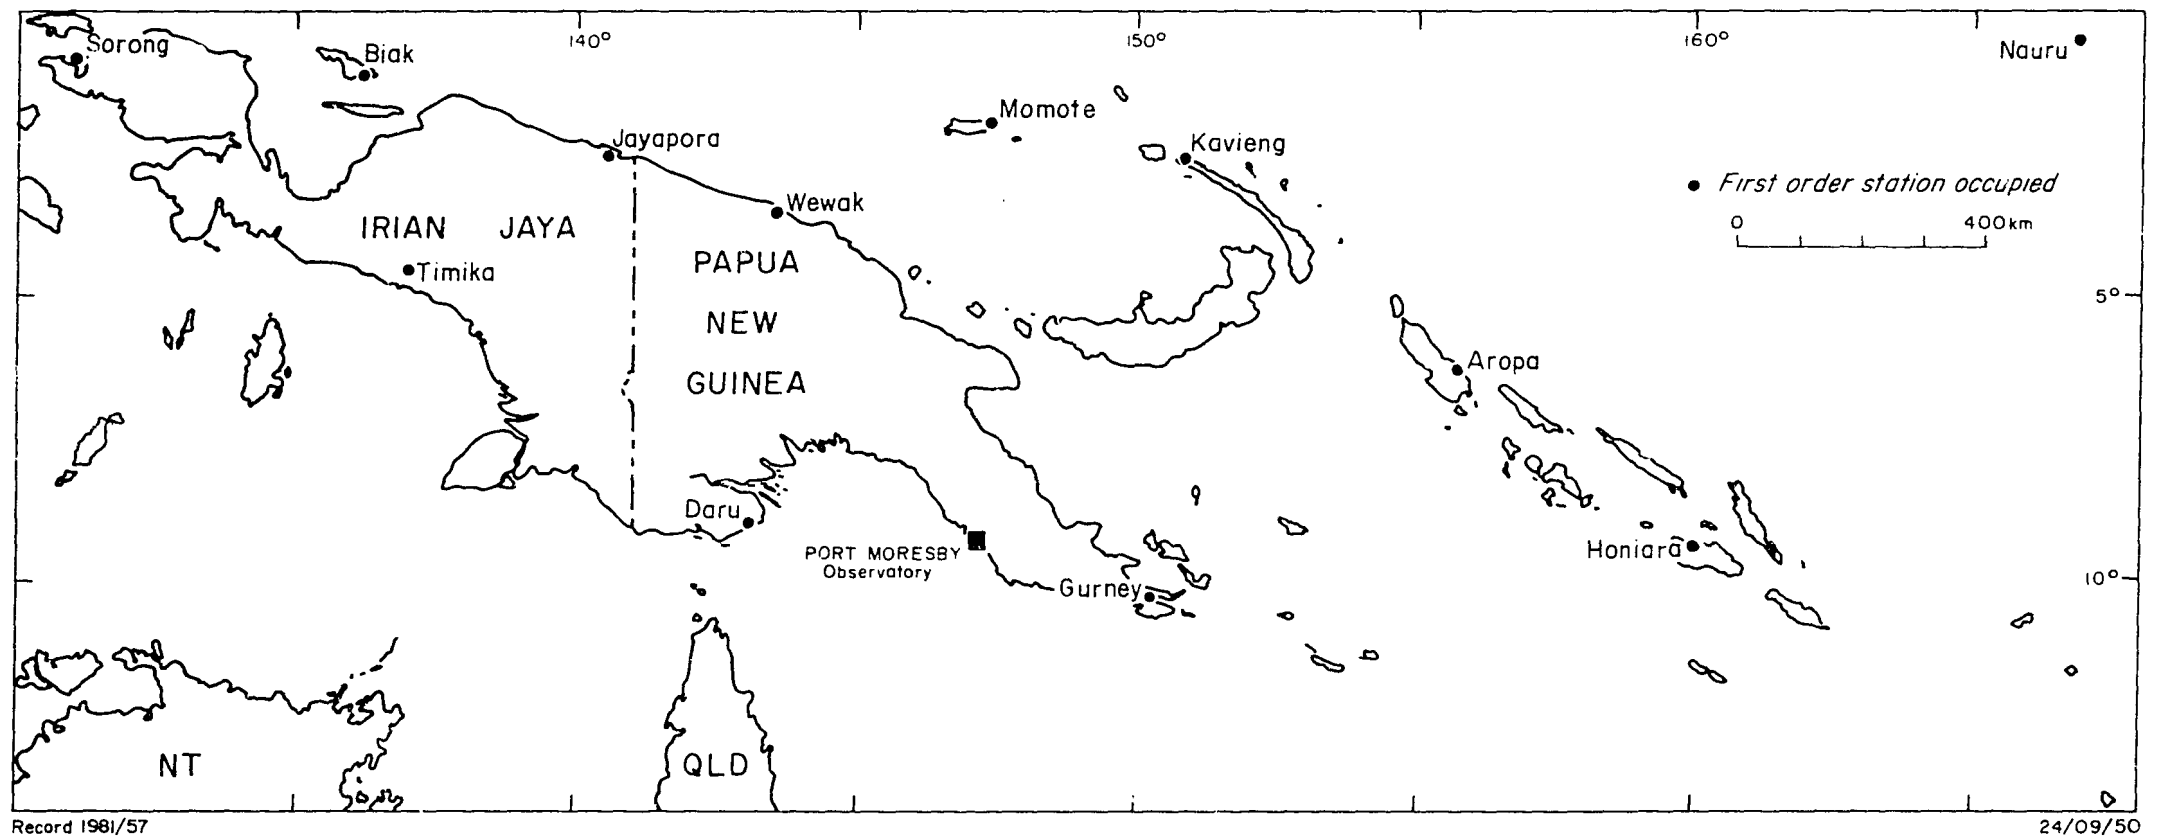 140°
150°
160°
Sorong
Biak
Nauru
Momote
Jayapora
Kavieng
First order station occupied
Wewak
0
400km
IRIAN JAYA
PAPUA
Timika
5°
NEW
Aropa
GUINEA
Daru
PORT MORESBY
Observatory
Honiara
10°
Gurney
NT
QLD
Record 1981/57
24/09/50